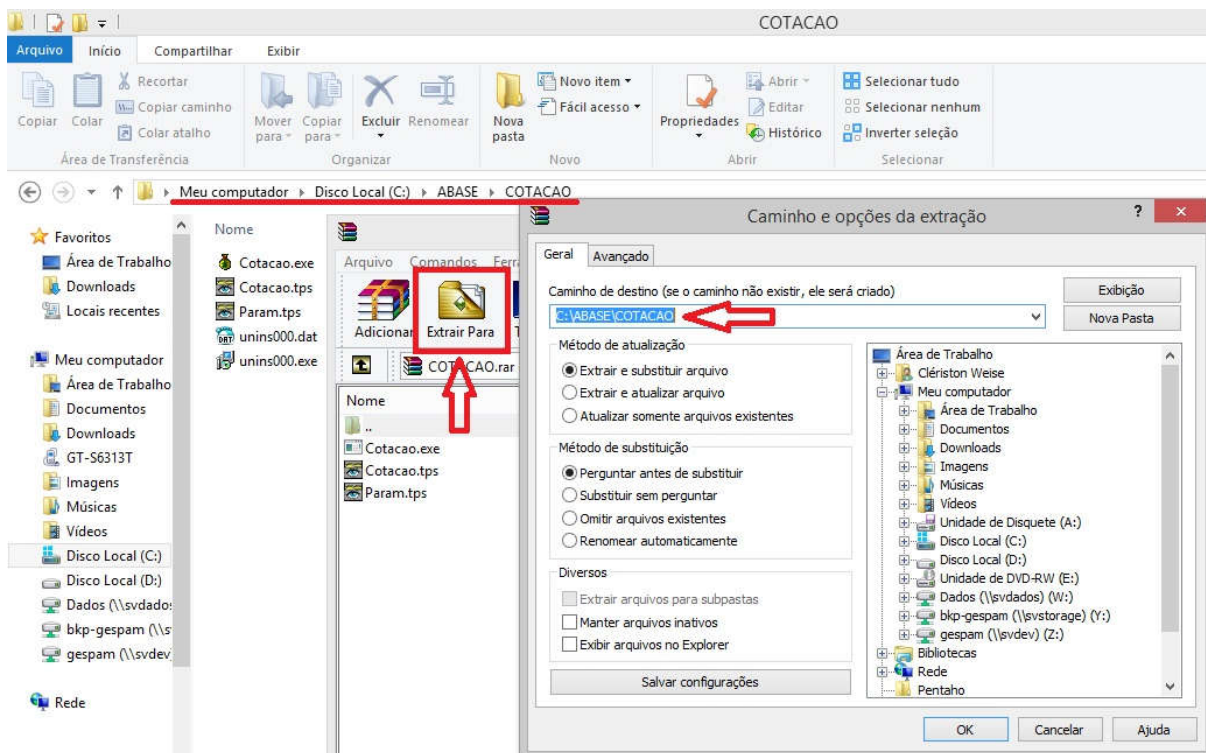 COTACAO
Arquivo Início Compartilhar Exibir
Copiar
Colar
Recortar
Copiar caminho
Colar atalho
Área de Transferência
Mover para
Copiar para
Excluir
Renomear
Organizar
Nova pasta
Novo item
Fácil acesso
Novo
Propriedades
Abrir
Editar
Histórico
Abrir
Selecionar tudo
Selecionar nenhum
Inverter seleção
Selecionar
Meu computador Disco Local (C:) ABASE COTACAO
Favoritos
Área de Trabalho
Downloads
Locais recentes
Meu computador
Área de Trabalho
Documentos
Downloads
GT-S6313T
Imagens
Músicas
Vídeos
Disco Local (C:)
Disco Local (D:)
Dados (\\svdado
bkp-gespam (\\s
gespam (\\svdev
Rede
Nome
Cotacao.exe
Cotacao.tps
Param.tps
unins000.dat
unins000.exe
Arquivo Comandos Ferr
Adicionar Extrair Para
COTACAO.rar
Nome
..
Cotacao.exe
Cotacao.tps
Param.tps
Caminho e opções da extração ?
Geral Avançado
Caminho de destino (se o caminho não existir, ele será criado)
C:\ABASE\COTACAO
Exibição
Nova Pasta
Método de atualização
Extrair e substituir arquivo
Extrair e atualizar arquivo
Atualizar somente arquivos existentes
Método de substituição
Perguntar antes de substituir
Substituir sem perguntar
Omitir arquivos existentes
Renomear automaticamente
Diversos
Extrair arquivos para subpastas
Manter arquivos inativos
Exibir arquivos no Explorer
Salvar configurações
Área de Trabalho
Clériston Weise
Meu computador
Área de Trabalho
Documentos
Downloads
Imagens
Músicas
Vídeos
Unidade de Disquete (A:)
Disco Local (C:)
Disco Local (D:)
Unidade de DVD-RW (E:)
Dados (\\svdados) (W:)
bkp-gespam (\\svstorage) (Y:)
gespam (\\svdev) (Z:)
Bibliotecas
Rede
Pentaho
OK Cancelar Ajuda